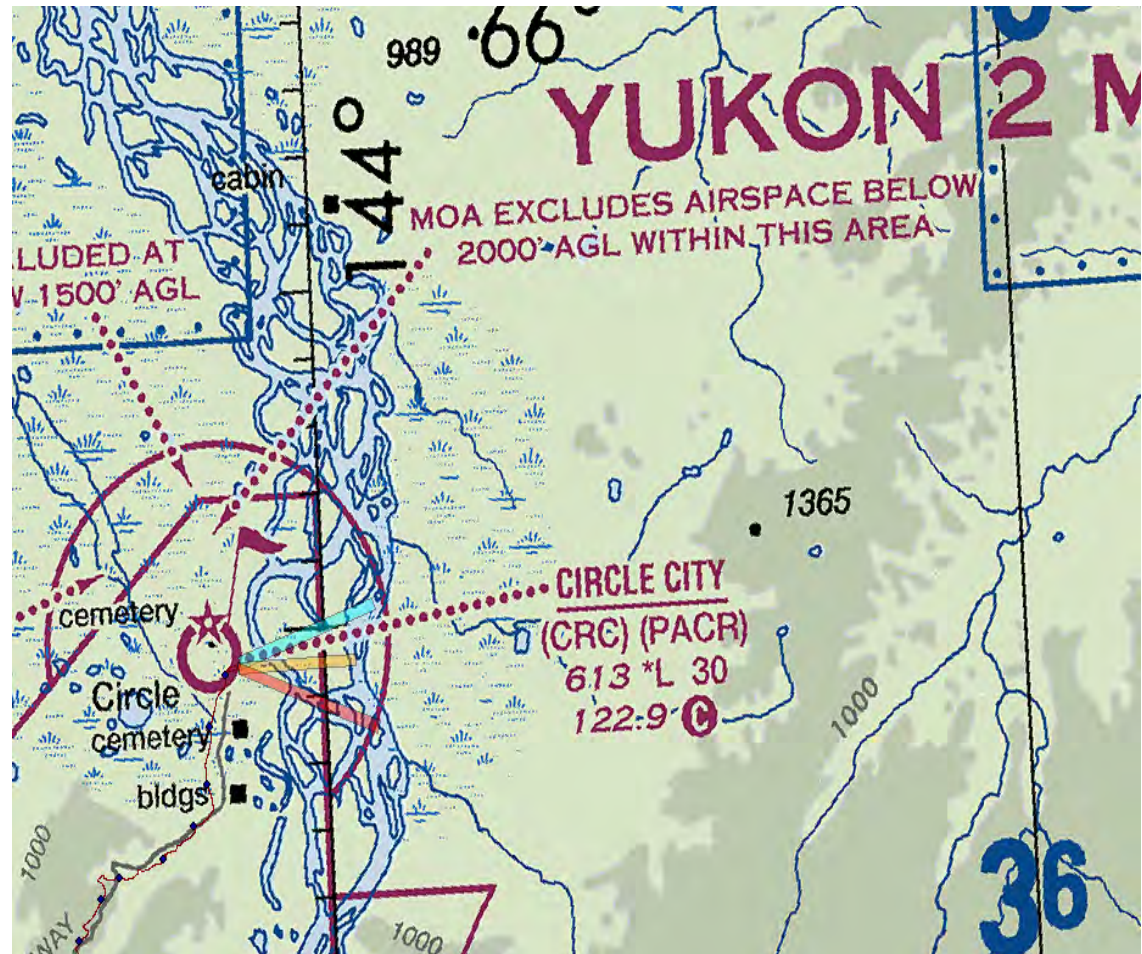 989
66°
144°
YUKON 2 M
cabin
MOA EXCLUDES AIRSPACE BELOW
2000' AGL WITHIN THIS AREA
LUDED AT
W 1500' AGL
1365
CIRCLE CITY
(CRC) (PACR)
613 *L 30
122.9 C
cemetery
Circle
cemetery
bldgs
1000
1000
1000
WAY
36